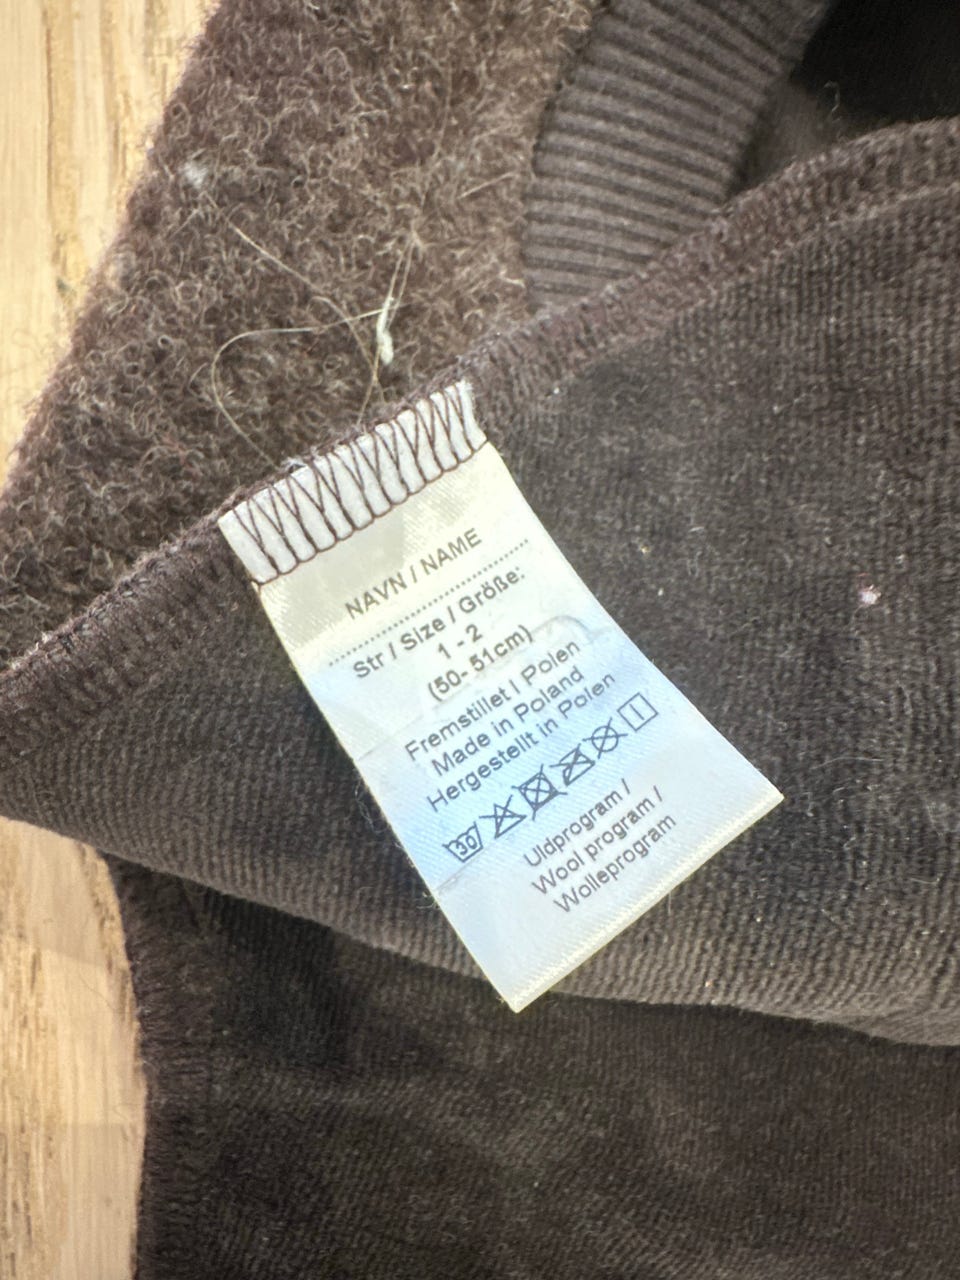 NAVN / NAME
Str / Size / Größe:
1 - 2
(50- 51cm)
Fremstillet I Polen
Made in Poland
Hergestellt in Polen
30
Uldprogram /
Wool program /
Wolleprogram